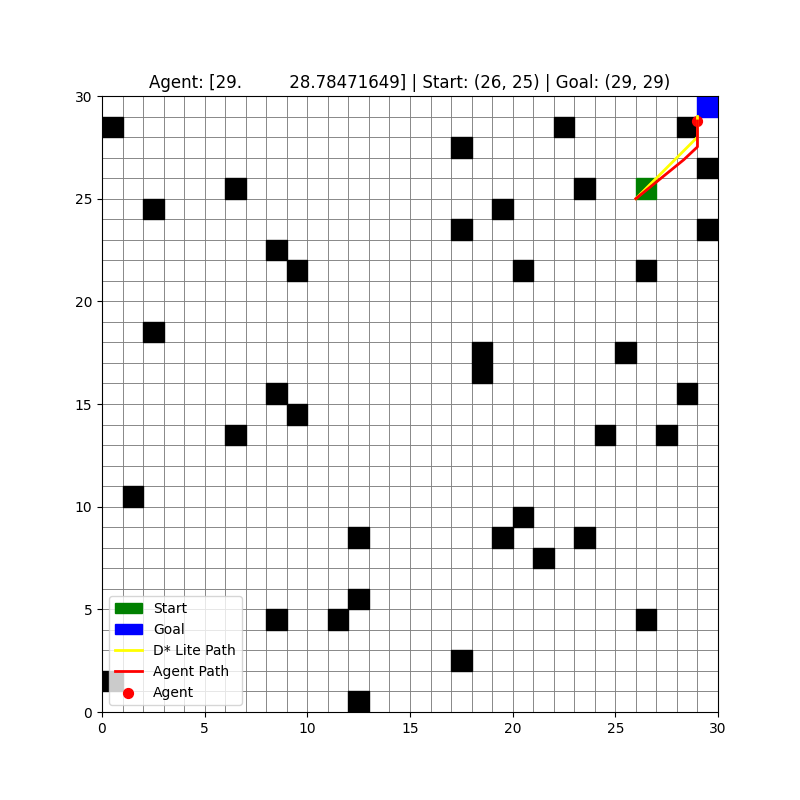 Agent: [29.         28.78471649] | Start: (26, 25) | Goal: (29, 29)
30
25
20
15
10
5
0
Start
Goal
D* Lite Path
Agent Path
Agent
0 5 10 15 20 25 30